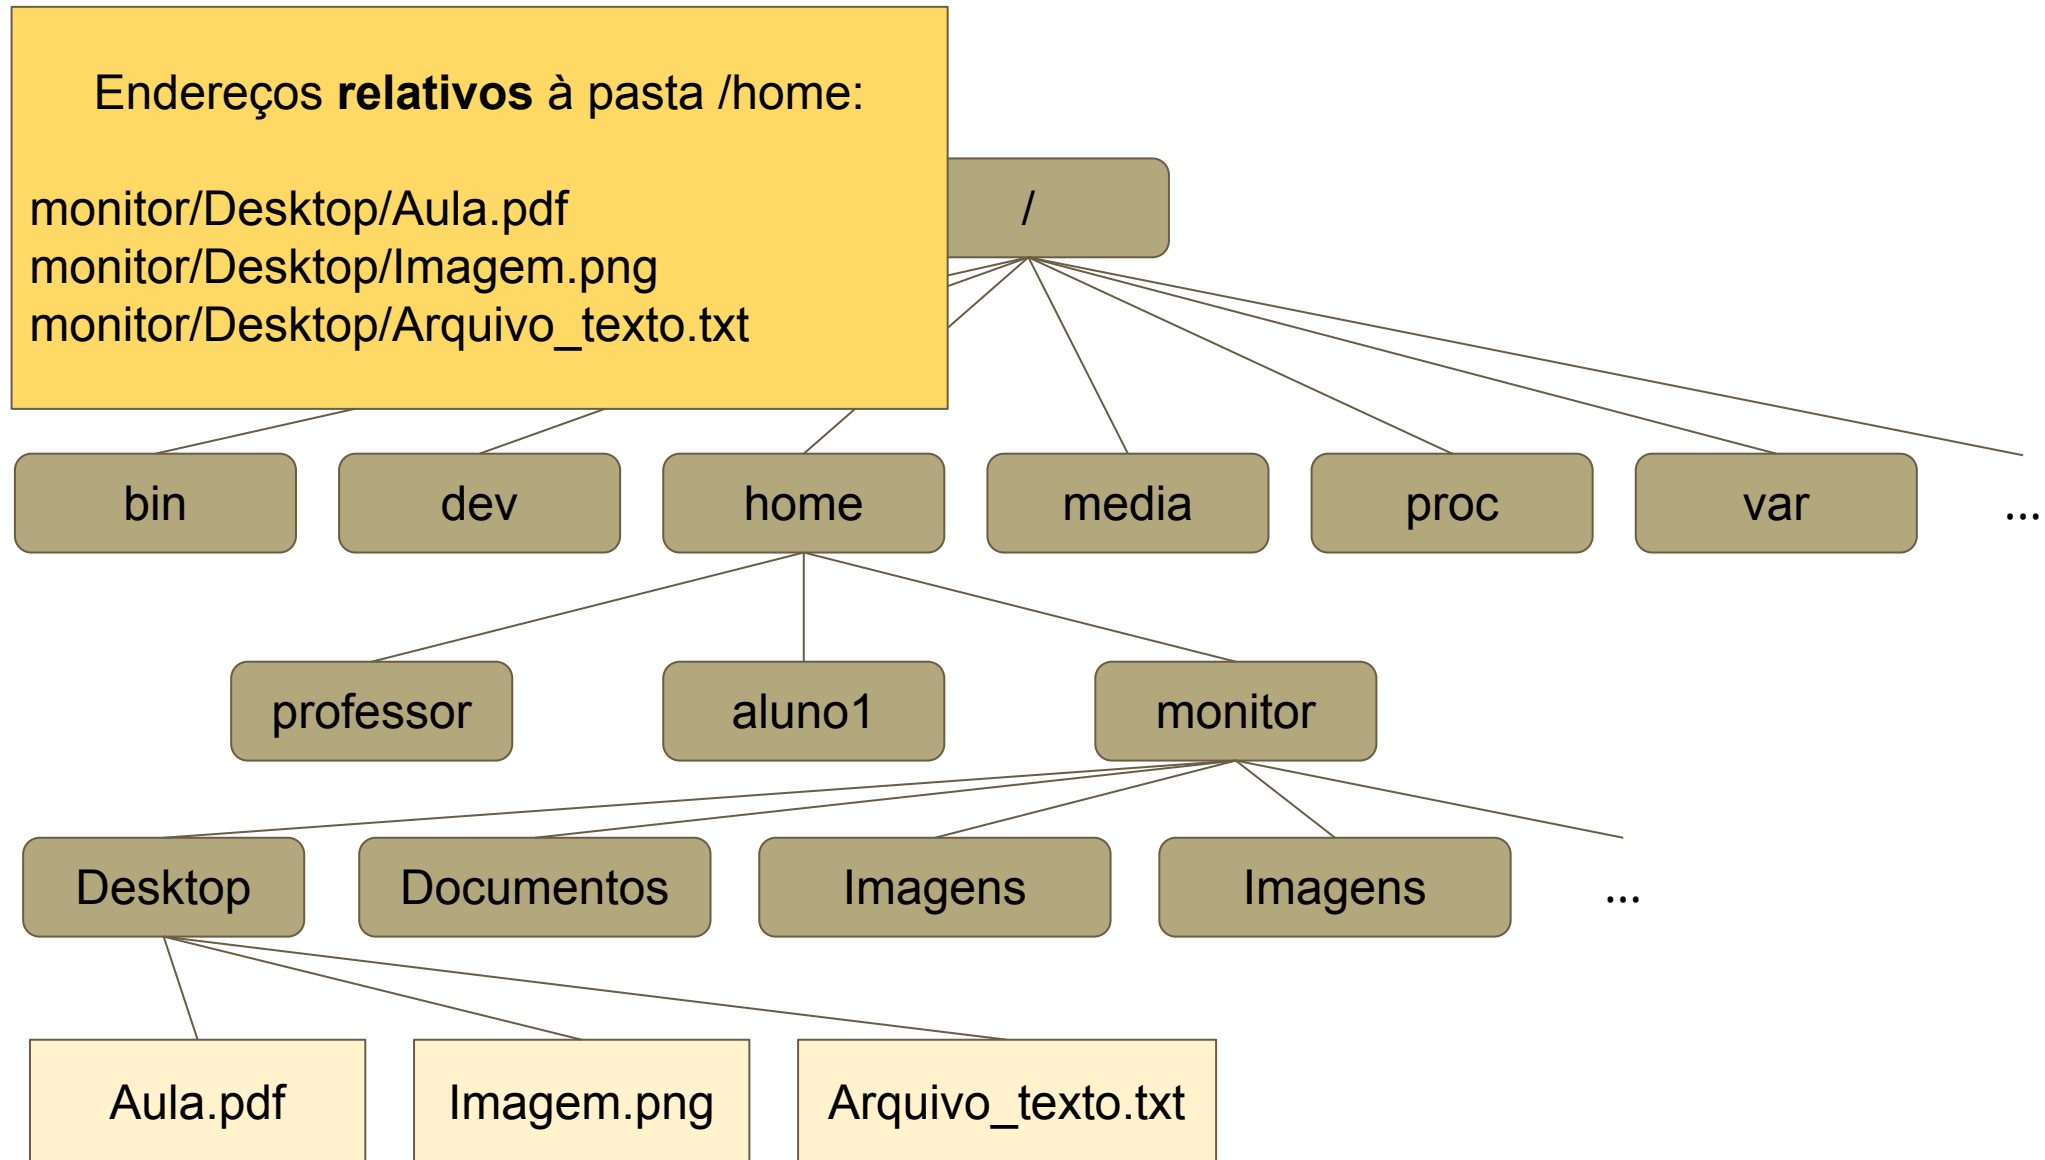 Endereços relativos à pasta /home:
monitor/Desktop/Aula.pdf
monitor/Desktop/Imagem.png
monitor/Desktop/Arquivo_texto.txt
/
bin dev home media proc var ...
professor aluno1 monitor
Desktop Documentos Imagens Imagens ...
Aula.pdf Imagem.png Arquivo_texto.txt